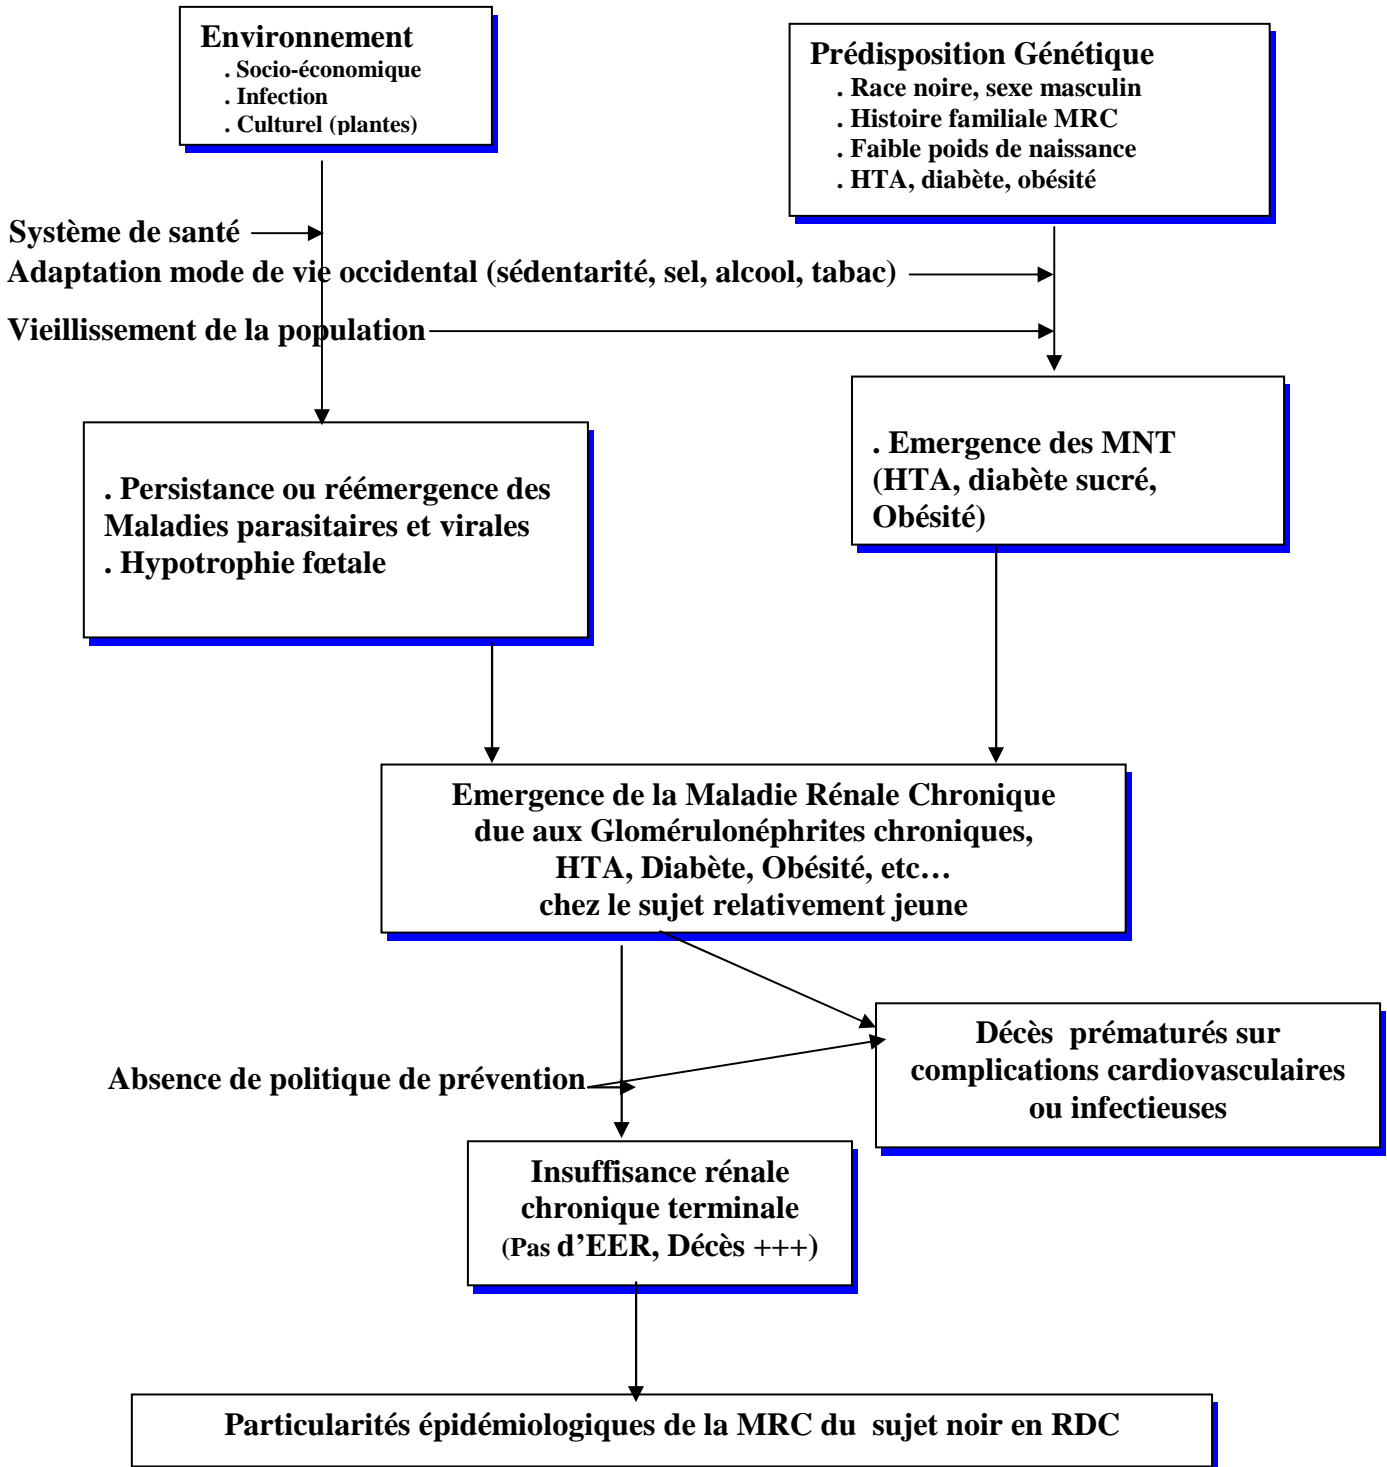 Environnement
. Socio-économique
. Infection
. Culturel (plantes)
Prédisposition Génétique
. Race noire, sexe masculin
. Histoire familiale MRC
. Faible poids de naissance
. HTA, diabète, obésité
Système de santé
Adaptation mode de vie occidental (sédentarité, sel, alcool, tabac)
Vieillissement de la population
. Persistance ou réémergence des
Maladies parasitaires et virales
. Hypotrophie fœtale
. Emergence des MNT
(HTA, diabète sucré,
Obésité)
Emergence de la Maladie Rénale Chronique
due aux Glomérulonéphrites chroniques,
HTA, Diabète, Obésité, etc…
chez le sujet relativement jeune
Décès prématurés sur
complications cardiovasculaires
ou infectieuses
Absence de politique de prévention
Insuffisance rénale
chronique terminale
(Pas d’EER, Décès +++)
Particularités épidémiologiques de la MRC du sujet noir en RDC